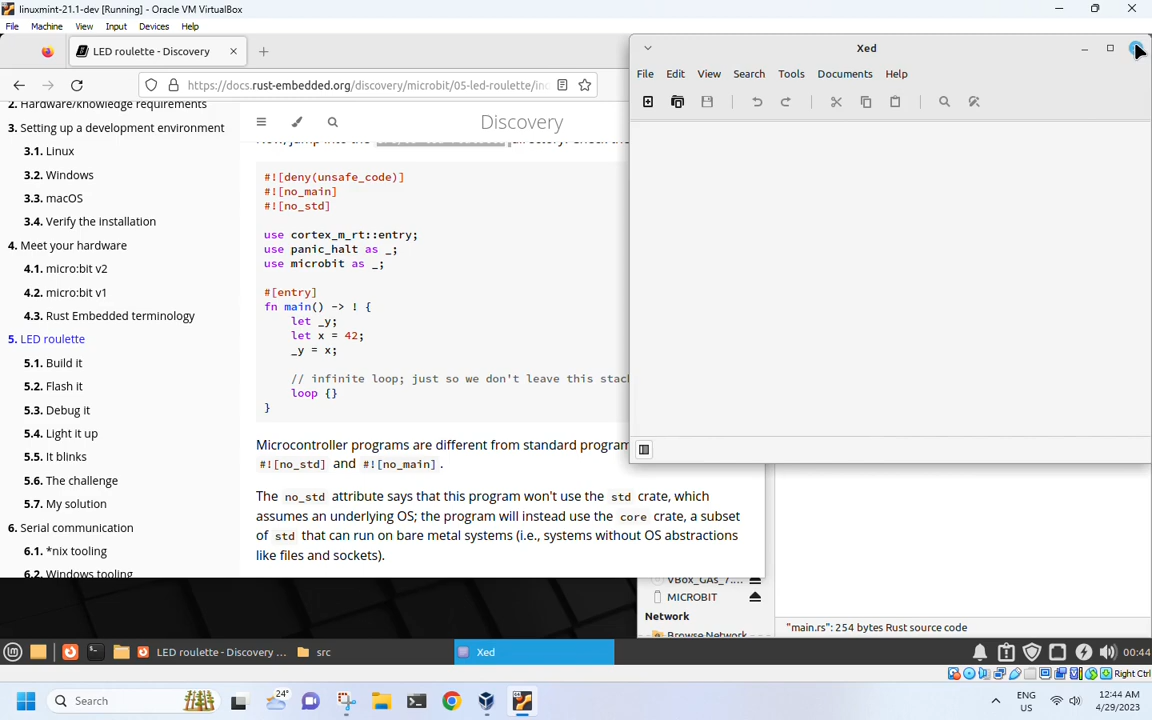 linuxmint-21.1-dev [Running] - Oracle VM VirtualBox
File Machine View Input Devices Help
LED roulette - Discovery
https://docs.rust-embedded.org/discovery/microbit/05-led-roulette/in
2. Hardware/knowledge requirements
3. Setting up a development environment
3.1. Linux
3.2. Windows
3.3. macOS
3.4. Verify the installation
4. Meet your hardware
4.1. micro:bit v2
4.2. micro:bit v1
4.3. Rust Embedded terminology
5. LED roulette
5.1. Build it
5.2. Flash it
5.3. Debug it
5.4. Light it up
5.5. It blinks
5.6. The challenge
5.7. My solution
6. Serial communication
6.1. *nix tooling
6.2. Windows tooling
Discovery
#![deny(unsafe_code)]
#![no_main]
#![no_std]
use cortex_m_rt::entry;
use panic_halt as _;
use microbit as _;
#[entry]
fn main() -> ! {
let _y;
let x = 42;
_y = x;
// infinite loop; just so we don't leave this stac
loop {}
}
Microcontroller programs are different from standard program
#![no_std] and #![no_main].
The no_std attribute says that this program won't use the std crate, which
assumes an underlying OS; the program will instead use the core crate, a subset
of std that can run on bare metal systems (i.e., systems without OS abstractions
like files and sockets).
Xed
File Edit View Search Tools Documents Help
VBox_GAs_7....
MICROBIT
Network
Browse Network
"main.rs": 254 bytes Rust source code
LED roulette - Discovery ...
src
Xed
00:44
Right Ctrl
Search
24°
ENG
US
12:44 AM
4/29/2023